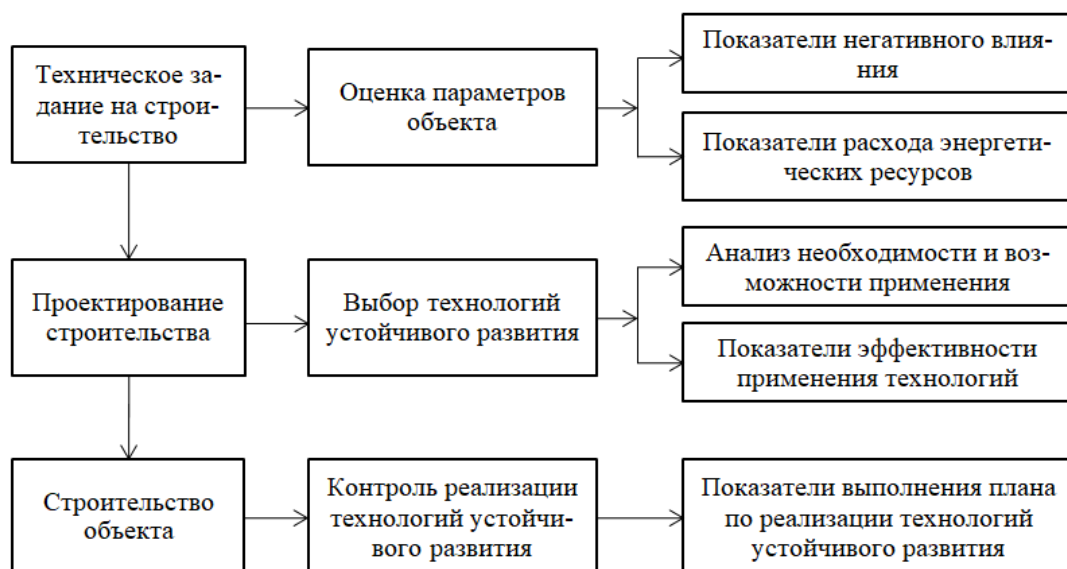 Техническое за-
дание на строи-
тельство
Оценка параметров
объекта
Показатели негативного влия-
ния
Показатели расхода энергети-
ческих ресурсов
Проектирование
строительства
Выбор технологий
устойчивого развития
Анализ необходимости и воз-
можности применения
Показатели эффективности
применения технологий
Строительство
объекта
Контроль реализации
технологий устойчи-
вого развития
Показатели выполнения плана
по реализации технологий
устойчивого развития